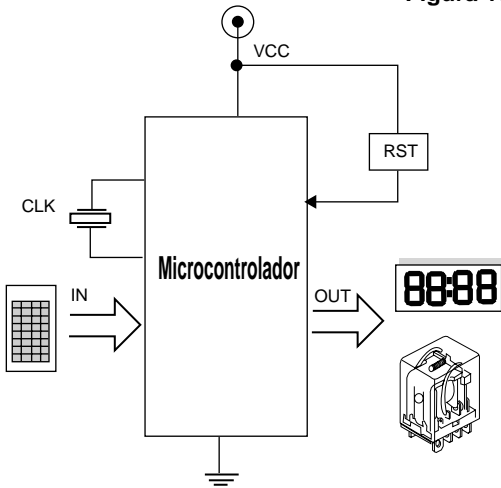 Figura 1
VCC
RST
CLK
Microcontrolador
IN
OUT
88:88